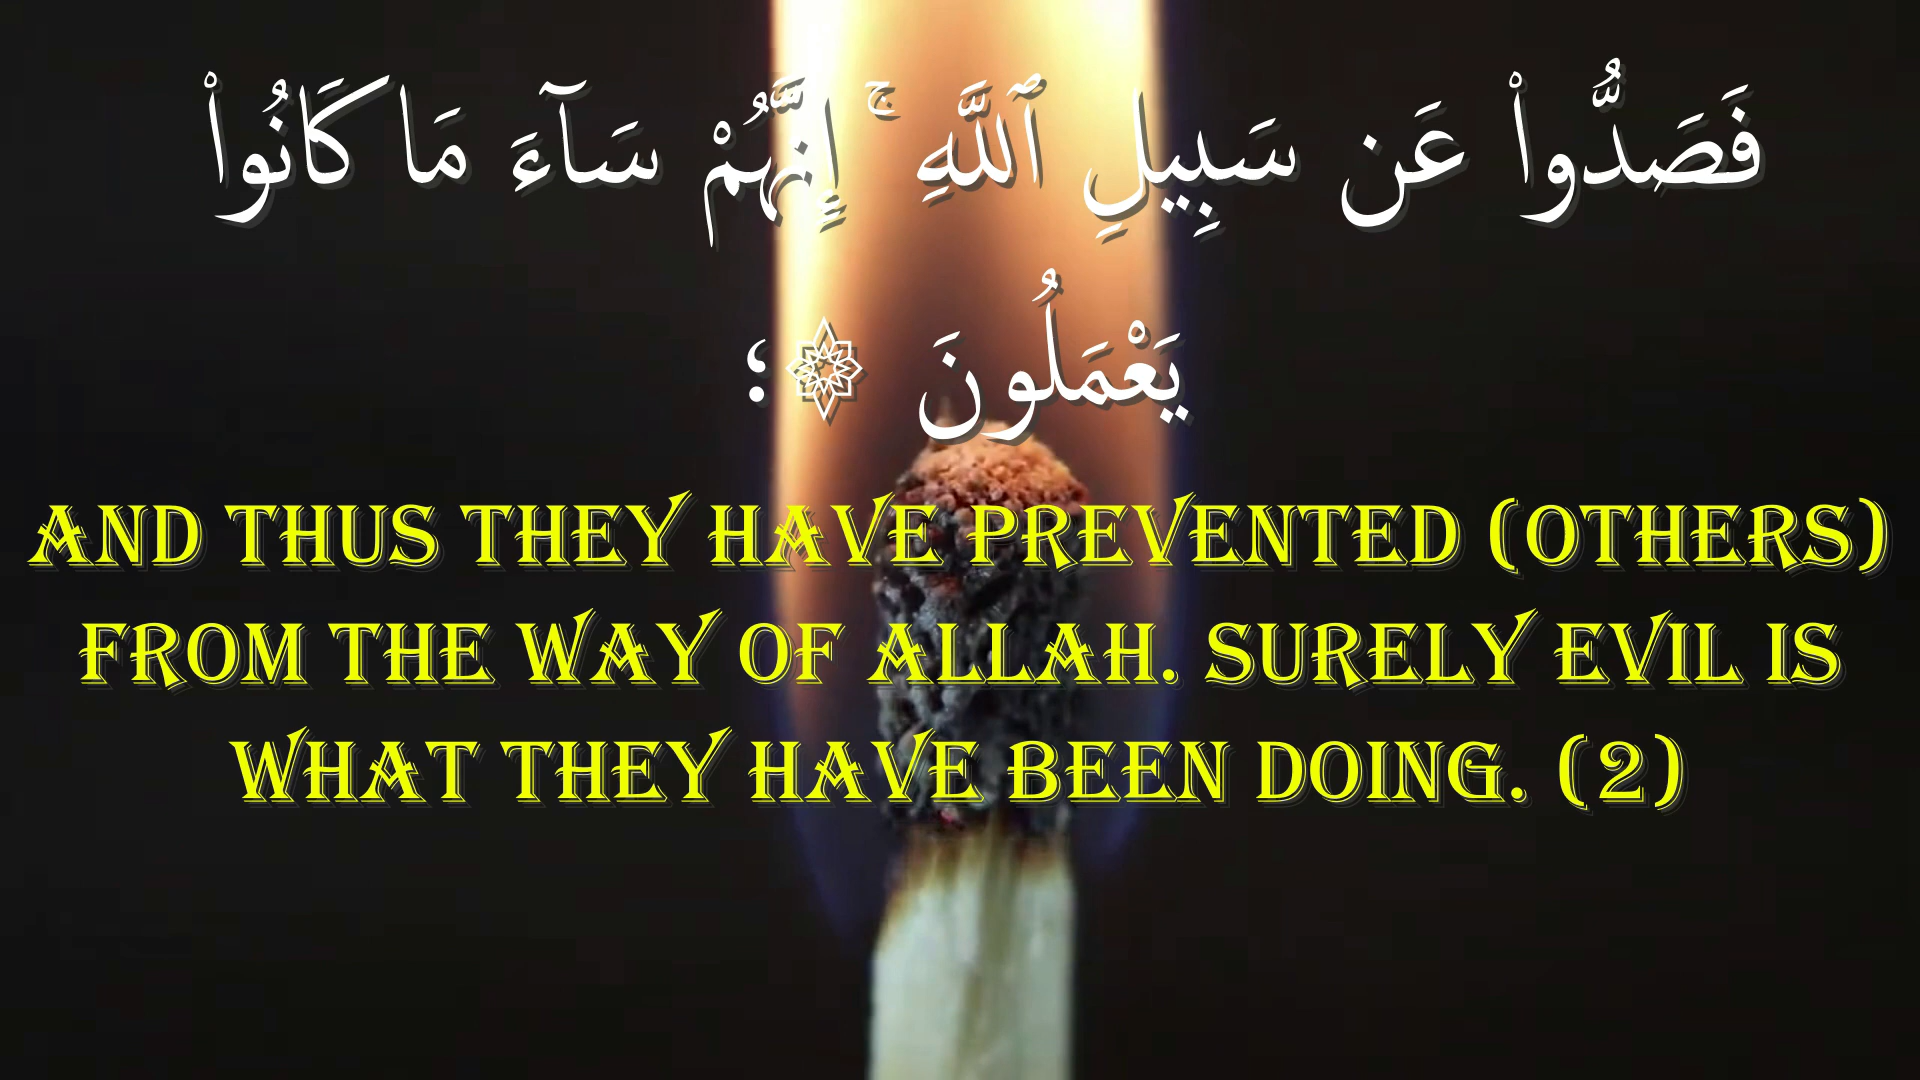 فَصَدُّوا۟ عَن سَبِيلِ ٱللَّهِ ۚ إِنَّهُمْ سَآءَ مَا كَانُوا۟
يَعْمَلُونَ ۞؛
AND THUS THEY HAVE PREVENTED (OTHERS)
FROM THE WAY OF ALLAH. SURELY EVIL IS
WHAT THEY HAVE BEEN DOING. (2)